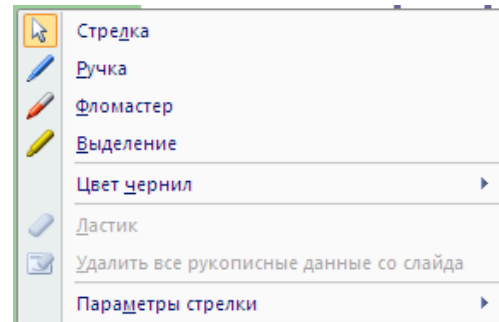 Стрелка
Ручка
Фломастер
Выделение
Цвет чернил
Ластик
Удалить все рукописные данные со слайда
Параметры стрелки